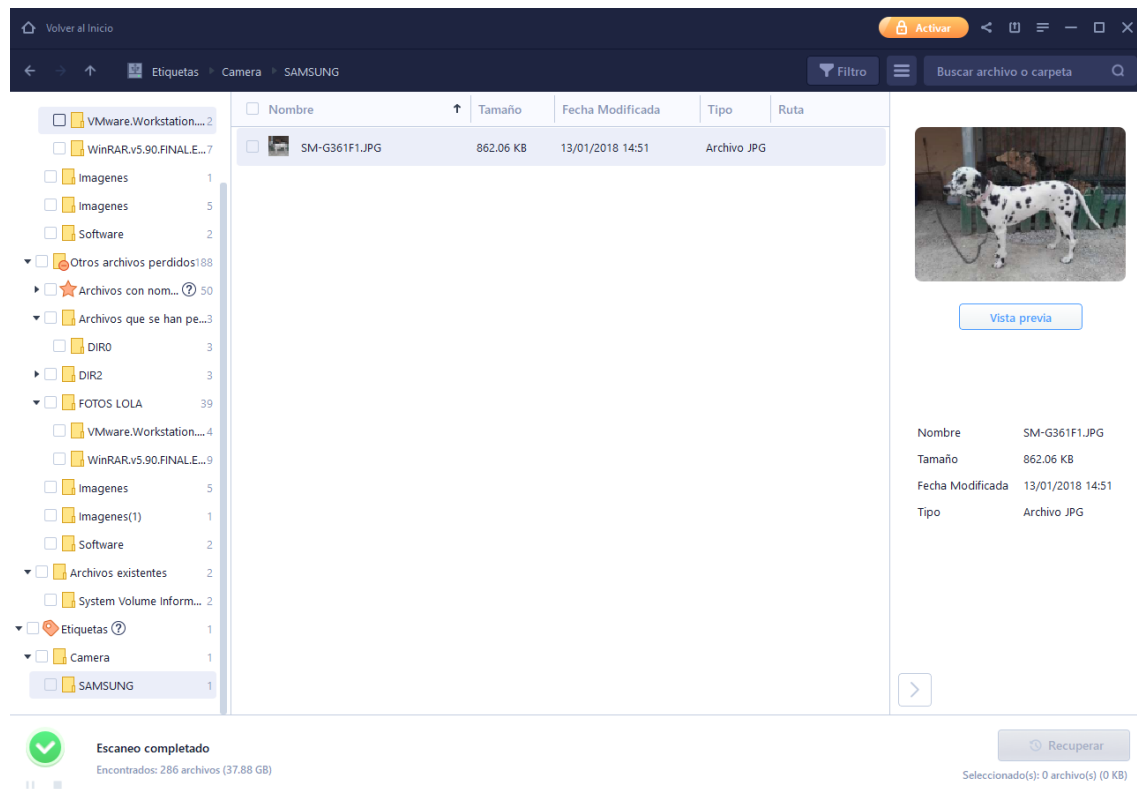 Volver al Inicio
Activar
Etiquetas Camera SAMSUNG
Filtro
Buscar archivo o carpeta
VMware.Workstation.... 2
WinRAR.v5.90.FINAL.E... 7
Imagenes 1
Imagenes 5
Software 2
Otros archivos perdidos 188
Archivos con nom... ? 50
Archivos que se han pe... 3
DIR0 3
DIR2 3
FOTOS LOLA 39
VMware.Workstation.... 4
WinRAR.v5.90.FINAL.E... 9
Imagenes 5
Imagenes(1) 1
Software 2
Archivos existentes 2
System Volume Inform... 2
Etiquetas ? 1
Camera 1
SAMSUNG 1
Nombre Tamaño Fecha Modificada Tipo Ruta
SM-G361F1.JPG 862.06 KB 13/01/2018 14:51 Archivo JPG
Vista previa
Nombre SM-G361F1.JPG
Tamaño 862.06 KB
Fecha Modificada 13/01/2018 14:51
Tipo Archivo JPG
Escaneo completado
Encontrados: 286 archivos (37.88 GB)
Recuperar
Seleccionado(s): 0 archivo(s) (0 KB)